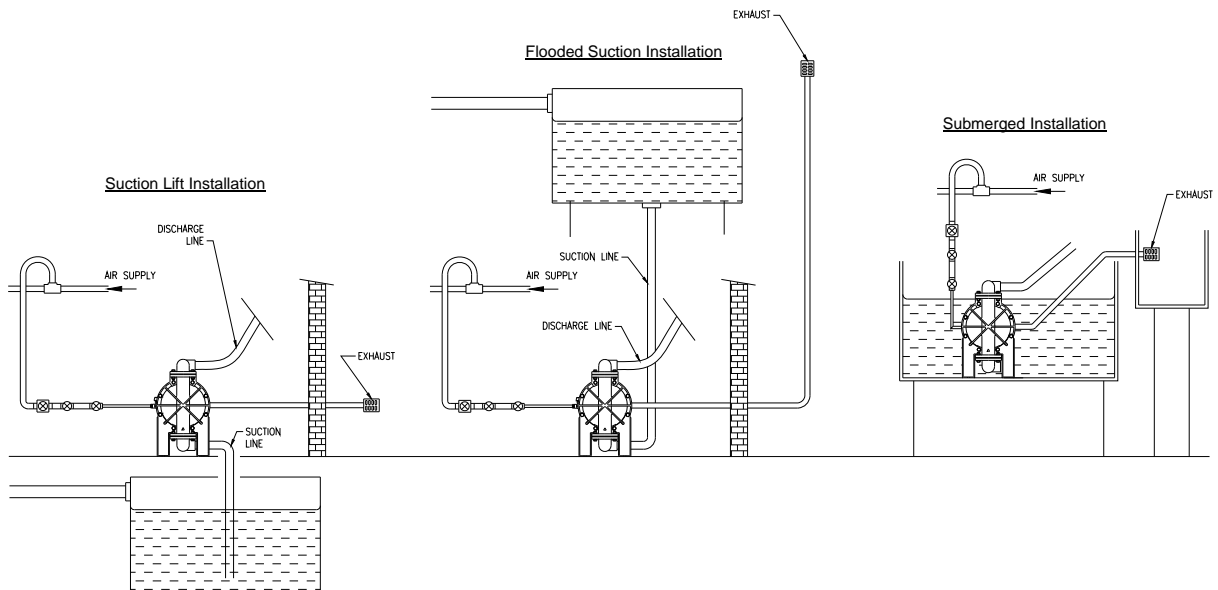 Suction Lift Installation
DISCHARGE
LINE
AIR SUPPLY
EXHAUST
SUCTION
LINE
Flooded Suction Installation
EXHAUST
SUCTION LINE
AIR SUPPLY
DISCHARGE LINE
Submerged Installation
AIR SUPPLY
EXHAUST